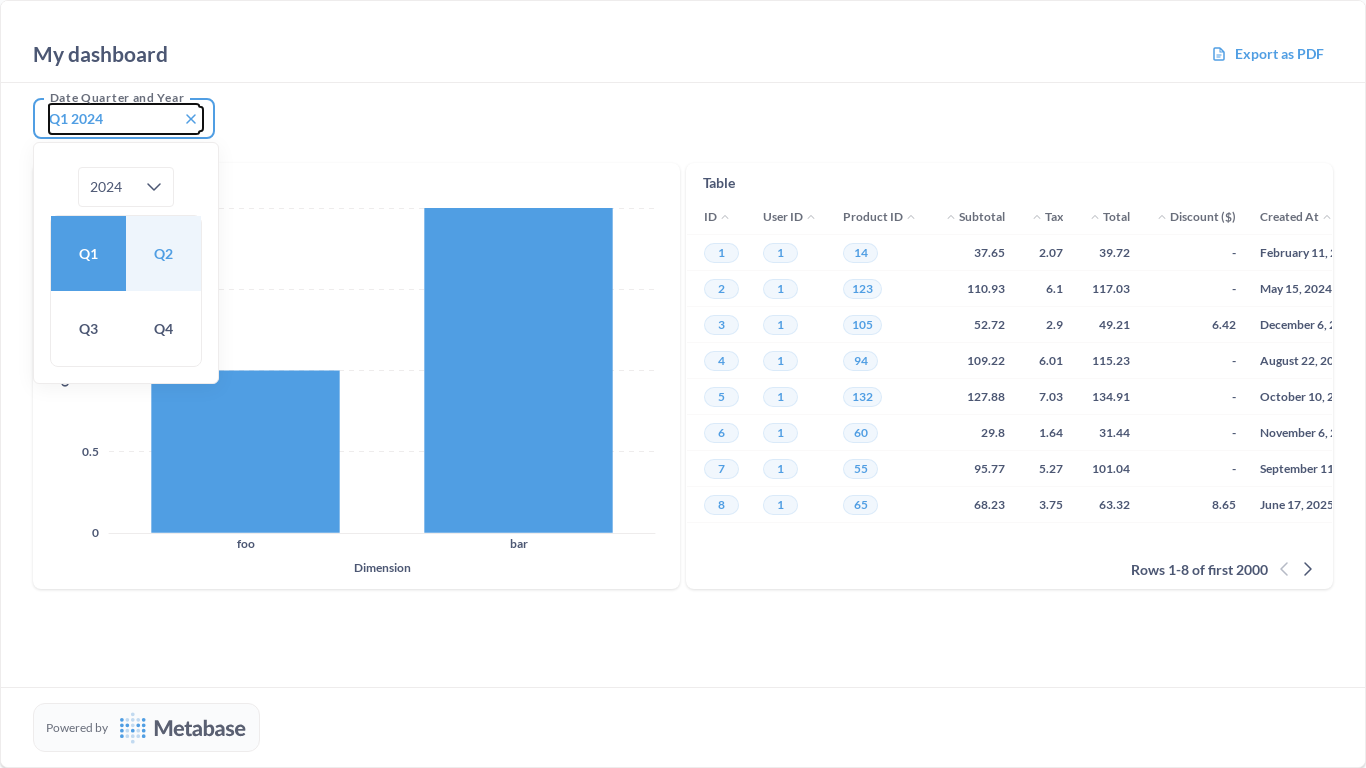 My dashboard
Export as PDF
Date Quarter and Year
Q1 2024
2024
Q1 Q2
Q3 Q4
0.5
0
foo bar
Dimension
Table
ID User ID Product ID Subtotal Tax Total Discount ($) Created At
1 1 14 37.65 2.07 39.72 - February 11,
2 1 123 110.93 6.1 117.03 - May 15, 2024
3 1 105 52.72 2.9 49.21 6.42 December 6,
4 1 94 109.22 6.01 115.23 - August 22, 20
5 1 132 127.88 7.03 134.91 - October 10, 2
6 1 60 29.8 1.64 31.44 - November 6,
7 1 55 95.77 5.27 101.04 - September 11
8 1 65 68.23 3.75 63.32 8.65 June 17, 2025
Rows 1-8 of first 2000
Powered by Metabase